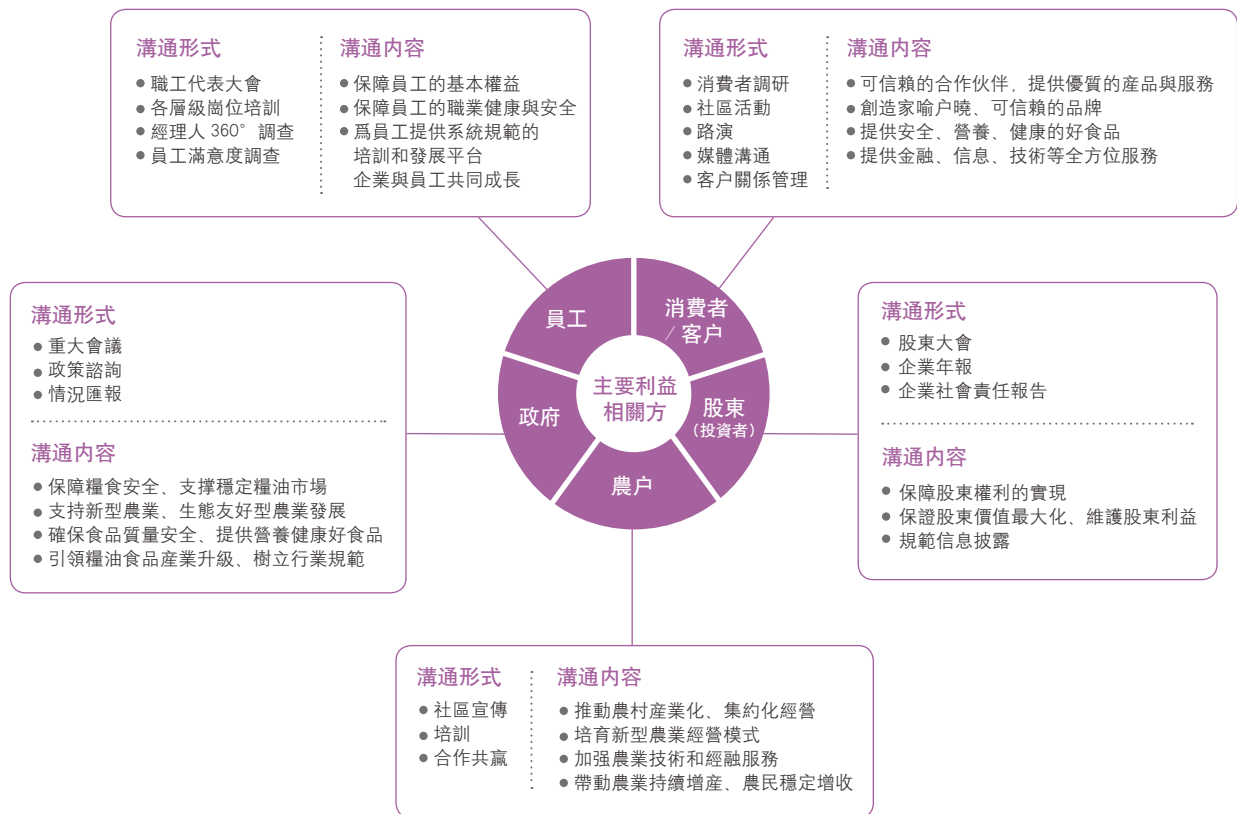 溝通形式
● 職工代表大會
● 各層級崗位培訓
● 經理人 360° 調查
● 員工滿意度調查
溝通内容
● 保障員工的基本權益
● 保障員工的職業健康與安全
● 爲員工提供系統規範的
培訓和發展平台
企業與員工共同成長
溝通形式
● 消費者調研
● 社區活動
● 路演
● 媒體溝通
● 客户關係管理
溝通内容
● 可信賴的合作伙伴，提供優質的産品與服務
● 創造家喻户曉、可信賴的品牌
● 提供安全、營養、健康的好食品
● 提供金融、信息、技術等全方位服務
溝通形式
● 重大會議
● 政策諮詢
● 情況匯報
溝通内容
● 保障糧食安全、支撑穩定糧油市場
● 支持新型農業、生態友好型農業發展
● 確保食品質量安全、提供營養健康好食品
● 引領糧油食品産業升級、樹立行業規範
員工
消費者
/ 客户
政府
主要利益
相關方
股東
（投資者）
農户
溝通形式
● 股東大會
● 企業年報
● 企業社會責任報告
溝通内容
● 保障股東權利的實現
● 保證股東價值最大化、維護股東利益
● 規範信息披露
溝通形式
● 社區宣傳
● 培訓
● 合作共贏
溝通内容
● 推動農村産業化、集約化經營
● 培育新型農業經營模式
● 加强農業技術和經融服務
● 帶動農業持續增産、農民穩定增收